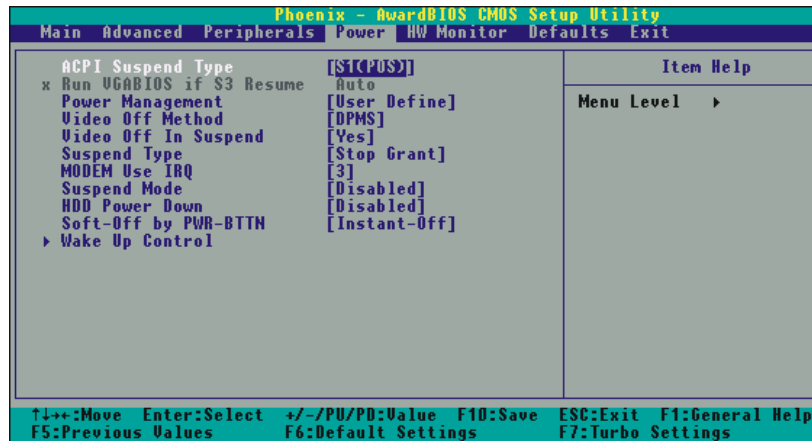 Phoenix - AwardBIOS CMOS Setup Utility
Main Advanced Peripherals Power HW Monitor Defaults Exit
ACPI Suspend Type [S1(POS)]
x Run VGABIOS if S3 Resume Auto
Power Management [User Define]
Video Off Method [DPMS]
Video Off In Suspend [Yes]
Suspend Type [Stop Grant]
MODEM Use IRQ [3]
Suspend Mode [Disabled]
HDD Power Down [Disabled]
Soft-Off by PWR-BTTN [Instant-Off]
▸ Wake Up Control
Item Help
Menu Level ▸
↑↓→←:Move Enter:Select +/-/PU/PD:Value F10:Save ESC:Exit F1:General Help
F5:Previous Values F6:Default Settings F7:Turbo Settings